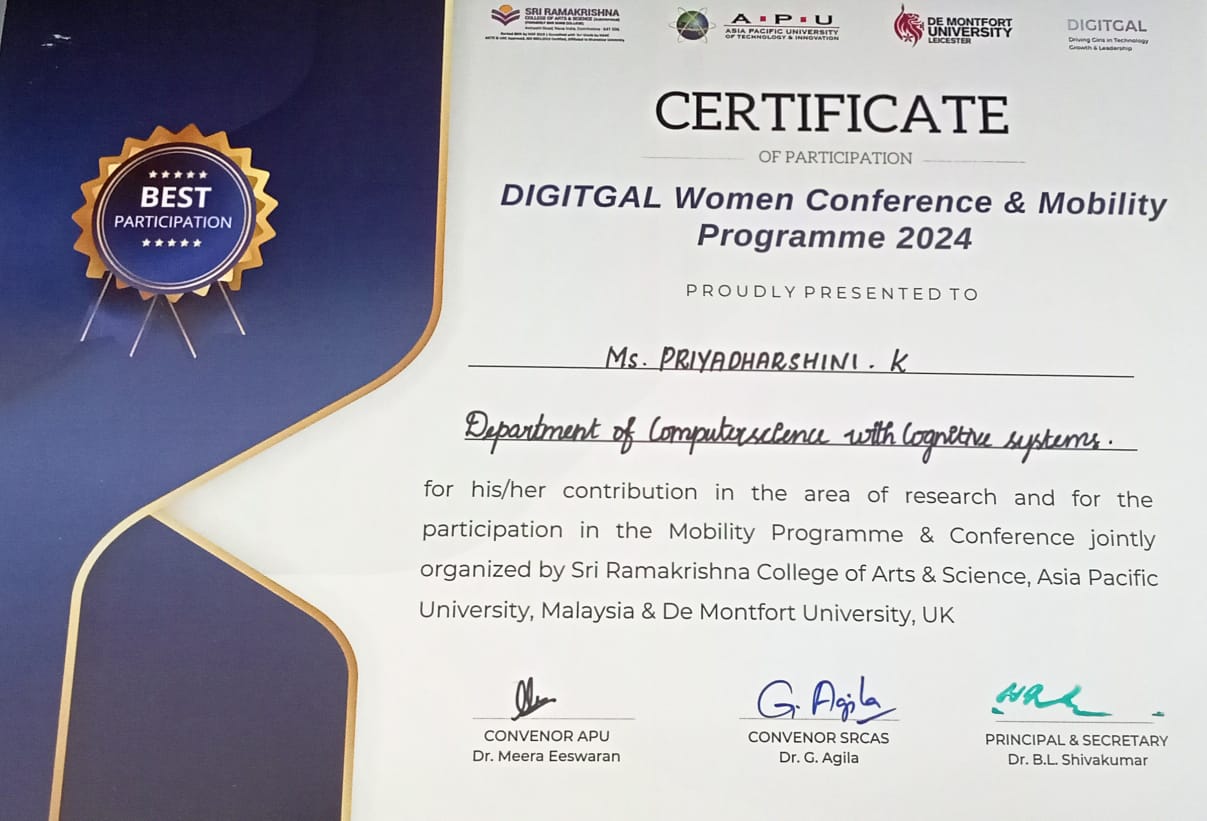 SRI RAMAKRISHNA
COLLEGE OF ARTS & SCIENCE (Autonomous)
A.P.U
ASIA PACIFIC UNIVERSITY
OF TECHNOLOGY & INNOVATION
DE MONTFORT
UNIVERSITY
LEICESTER
DIGITGAL
Driving Girls in Technology
Growth & Leadership
CERTIFICATE
OF PARTICIPATION
★★★★★
BEST
PARTICIPATION
★★★★★
DIGITGAL Women Conference & Mobility
Programme 2024
PROUDLY PRESENTED TO
Ms. PRIYADHARSHINI. K
Department of Computerscience with Cognitive systems.
for his/her contribution in the area of research and for the
participation in the Mobility Programme & Conference jointly
organized by Sri Ramakrishna College of Arts & Science, Asia Pacific
University, Malaysia & De Montfort University, UK
G. Agila
CONVENOR APU
Dr. Meera Eeswaran
CONVENOR SRCAS
Dr. G. Agila
PRINCIPAL & SECRETARY
Dr. B.L. Shivakumar